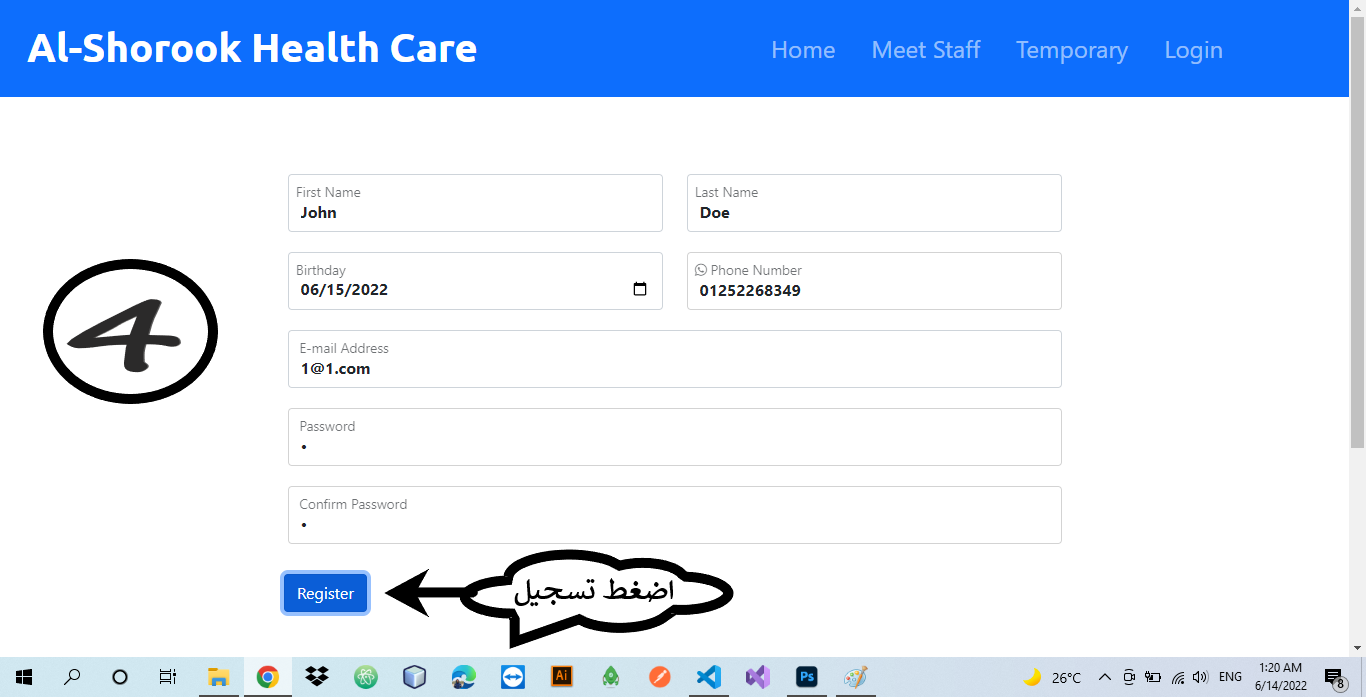 Al-Shorook Health Care
Home Meet Staff Temporary Login
First Name Last Name
John Doe
Birthday Phone Number
06/15/2022 01252268349
4
E-mail Address
1@1.com
Password
•
Confirm Password
•
Register اضغط تسجيل
Ai Ps 26°C ENG 1:20 AM
6/14/2022 8